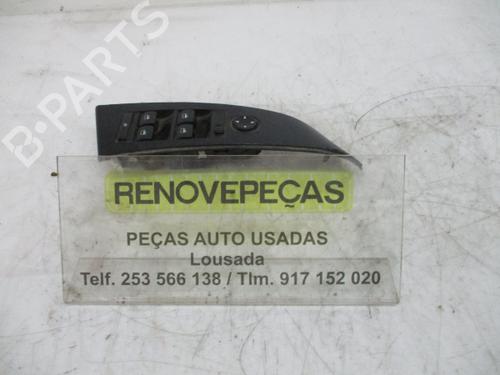 B-PARTS
RENOVEPEÇAS
PEÇAS AUTO USADAS
Lousada
Telf. 253 566 138 / Tlm. 917 152 020